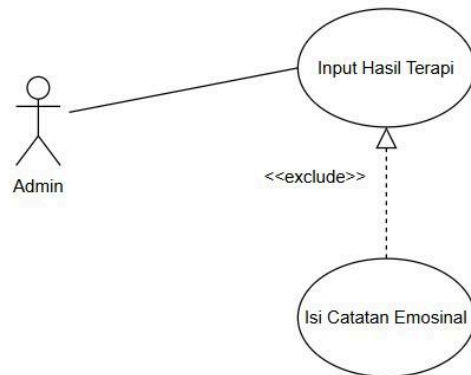 Input Hasil Terapi
Admin
<<exclude>>
Isi Catatan Emosinal